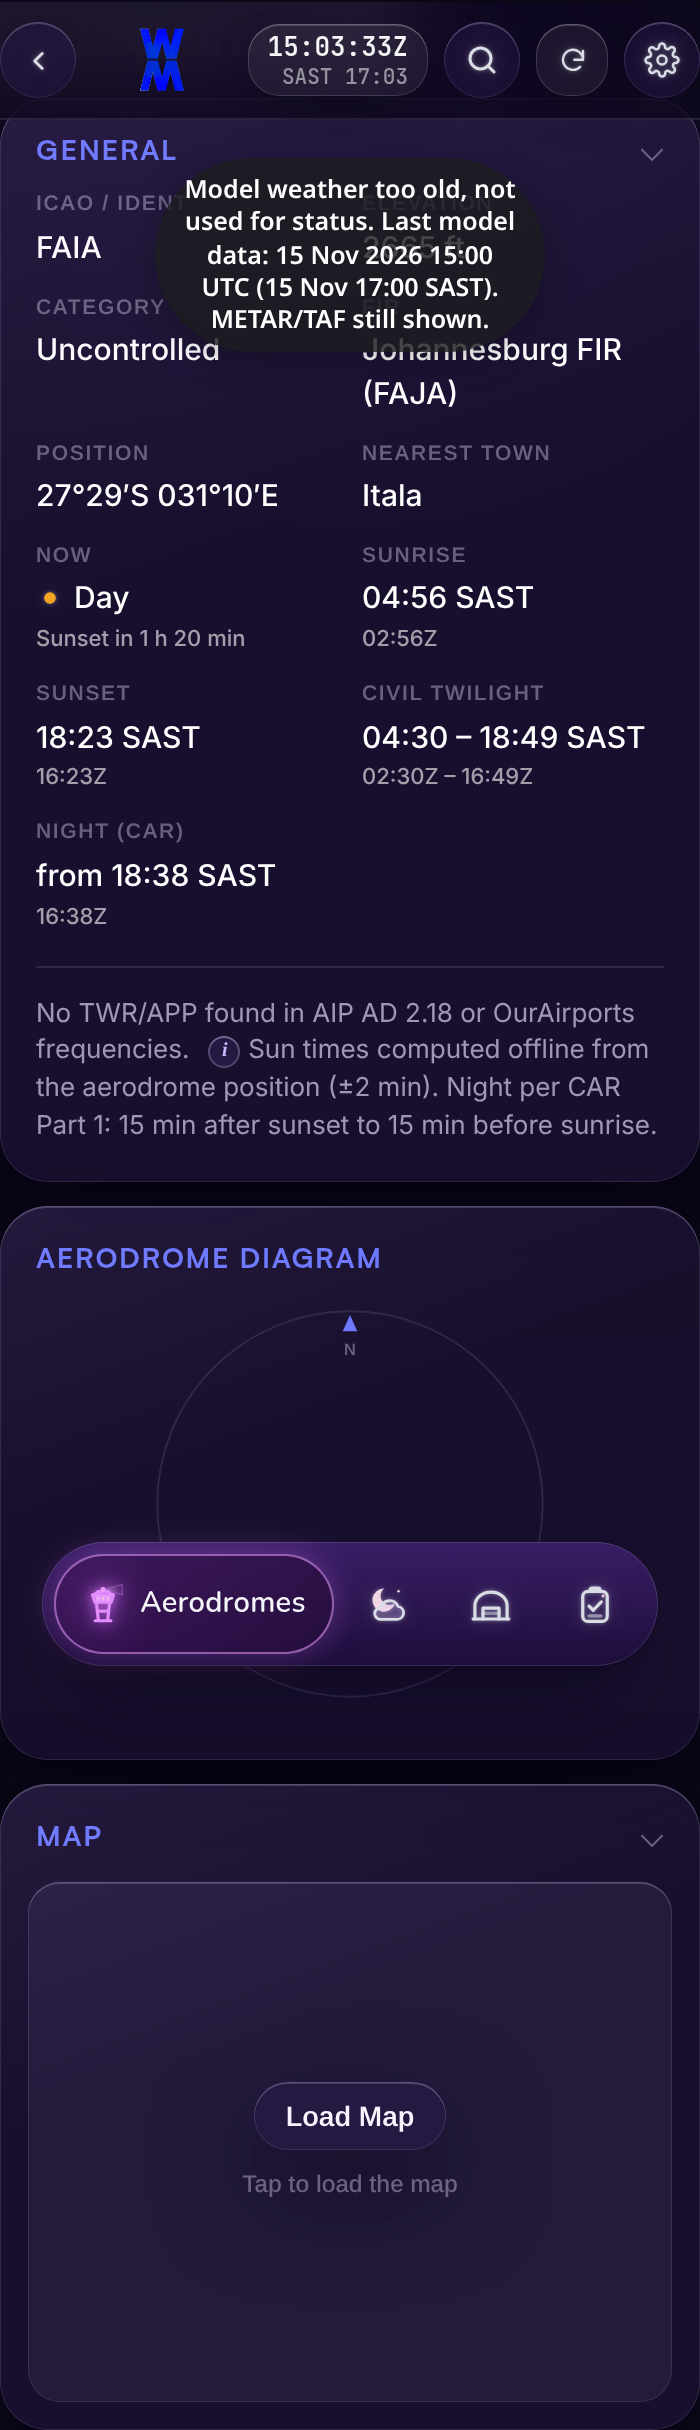 WM
15:03:33Z
SAST 17:03
GENERAL
Model weather too old, not
used for status. Last model
data: 15 Nov 2026 15:00
UTC (15 Nov 17:00 SAST).
METAR/TAF still shown.
ICAO / IDENT
ELEVATION
FAIA
2665 ft
CATEGORY
FIR
Uncontrolled
Johannesburg FIR
(FAJA)
POSITION
NEAREST TOWN
27°29'S 031°10'E
Itala
NOW
SUNRISE
Day
04:56 SAST
Sunset in 1 h 20 min
02:56Z
SUNSET
CIVIL TWILIGHT
18:23 SAST
04:30 – 18:49 SAST
16:23Z
02:30Z – 16:49Z
NIGHT (CAR)
from 18:38 SAST
16:38Z
No TWR/APP found in AIP AD 2.18 or OurAirports
frequencies. i Sun times computed offline from
the aerodrome position (±2 min). Night per CAR
Part 1: 15 min after sunset to 15 min before sunrise.
AERODROME DIAGRAM
N
Aerodromes
MAP
Load Map
Tap to load the map